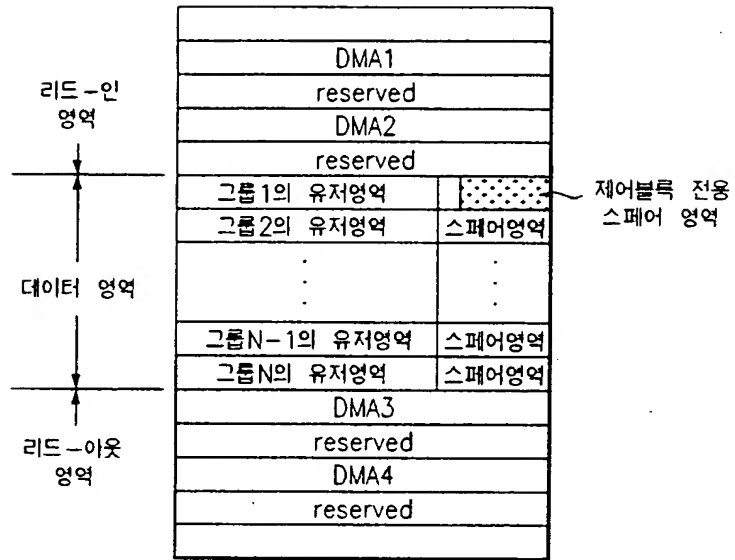 DMA1
reserved
DMA2
reserved
리드-인
영역
그룹1의 유저영역
제어블록 전용
스페어 영역
그룹2의 유저영역 스페어영역
데이터 영역
그룹N-1의 유저영역 스페어영역
그룹N의 유저영역 스페어영역
DMA3
reserved
DMA4
reserved
리드-아웃
영역